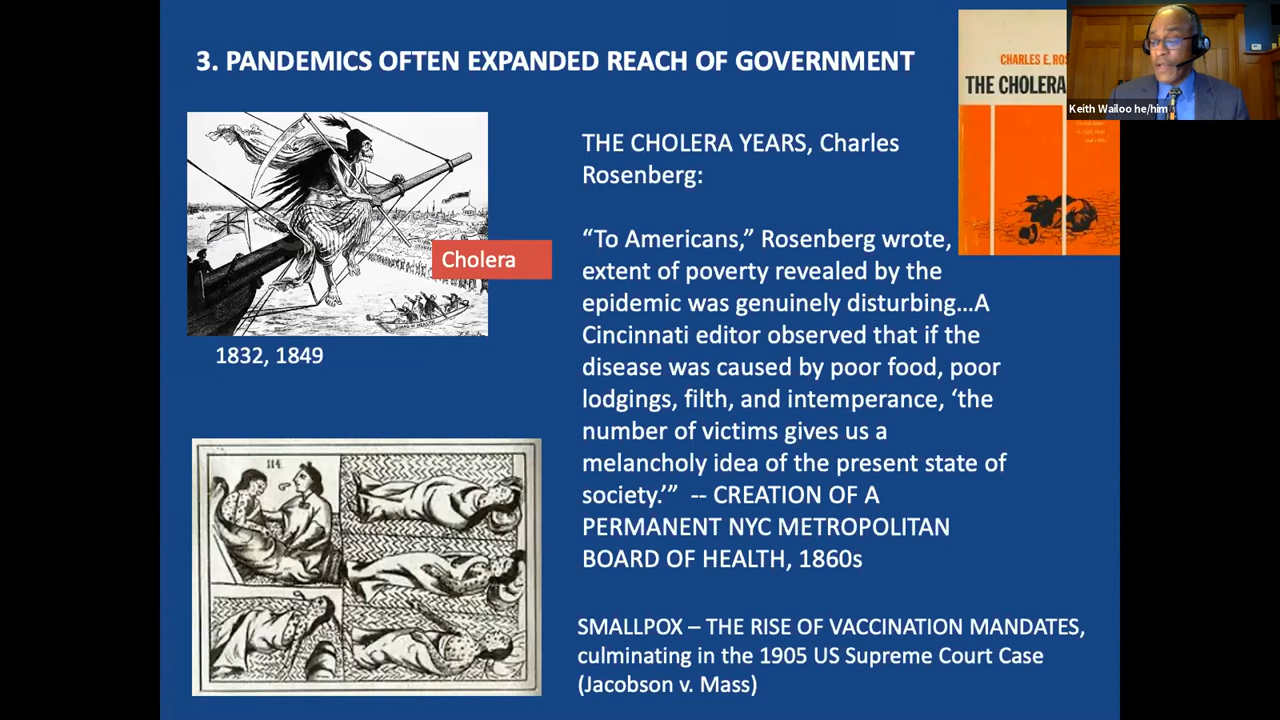 3. PANDEMICS OFTEN EXPANDED REACH OF GOVERNMENT
CHARLES E. ROS
THE CHOLERA
Keith Wailoo he/him
THE CHOLERA YEARS, Charles
Rosenberg:
“To Americans,” Rosenberg wrote,
extent of poverty revealed by the
epidemic was genuinely disturbing…A
Cincinnati editor observed that if the
disease was caused by poor food, poor
lodgings, filth, and intemperance, ‘the
number of victims gives us a
melancholy idea of the present state of
society.’” -- CREATION OF A
PERMANENT NYC METROPOLITAN
BOARD OF HEALTH, 1860s
Cholera
BOARD OF HEALTH
1832, 1849
114.
SMALLPOX – THE RISE OF VACCINATION MANDATES,
culminating in the 1905 US Supreme Court Case
(Jacobson v. Mass)